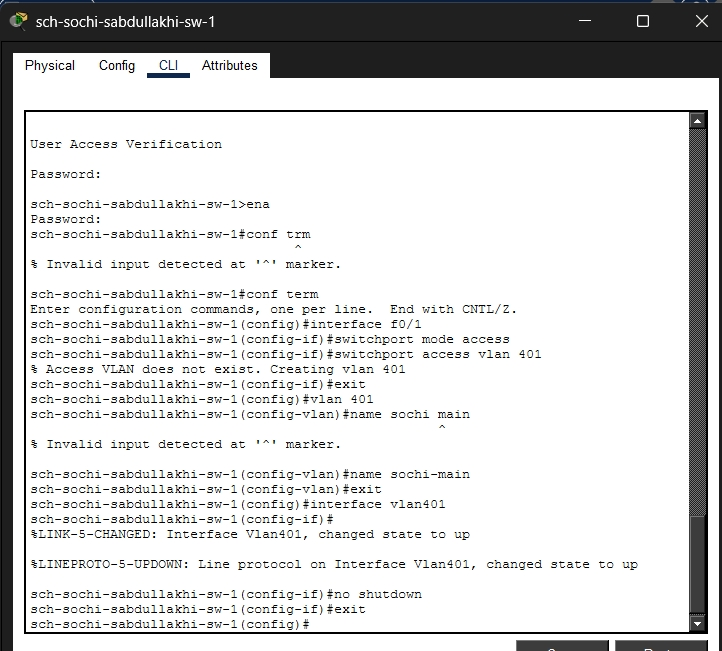 sch-sochi-sabdullakhi-sw-1
Physical Config CLI Attributes
User Access Verification
Password:
sch-sochi-sabdullakhi-sw-1>ena
Password:
sch-sochi-sabdullakhi-sw-1#conf trm
^
% Invalid input detected at '^' marker.
sch-sochi-sabdullakhi-sw-1#conf term
Enter configuration commands, one per line.  End with CNTL/Z.
sch-sochi-sabdullakhi-sw-1(config)#interface f0/1
sch-sochi-sabdullakhi-sw-1(config-if)#switchport mode access
sch-sochi-sabdullakhi-sw-1(config-if)#switchport access vlan 401
% Access VLAN does not exist. Creating vlan 401
sch-sochi-sabdullakhi-sw-1(config-if)#exit
sch-sochi-sabdullakhi-sw-1(config)#vlan 401
sch-sochi-sabdullakhi-sw-1(config-vlan)#name sochi main
^
% Invalid input detected at '^' marker.
sch-sochi-sabdullakhi-sw-1(config-vlan)#name sochi-main
sch-sochi-sabdullakhi-sw-1(config-vlan)#exit
sch-sochi-sabdullakhi-sw-1(config)#interface vlan401
sch-sochi-sabdullakhi-sw-1(config-if)#
%LINK-5-CHANGED: Interface Vlan401, changed state to up
%LINEPROTO-5-UPDOWN: Line protocol on Interface Vlan401, changed state to up
sch-sochi-sabdullakhi-sw-1(config-if)#no shutdown
sch-sochi-sabdullakhi-sw-1(config-if)#exit
sch-sochi-sabdullakhi-sw-1(config)#